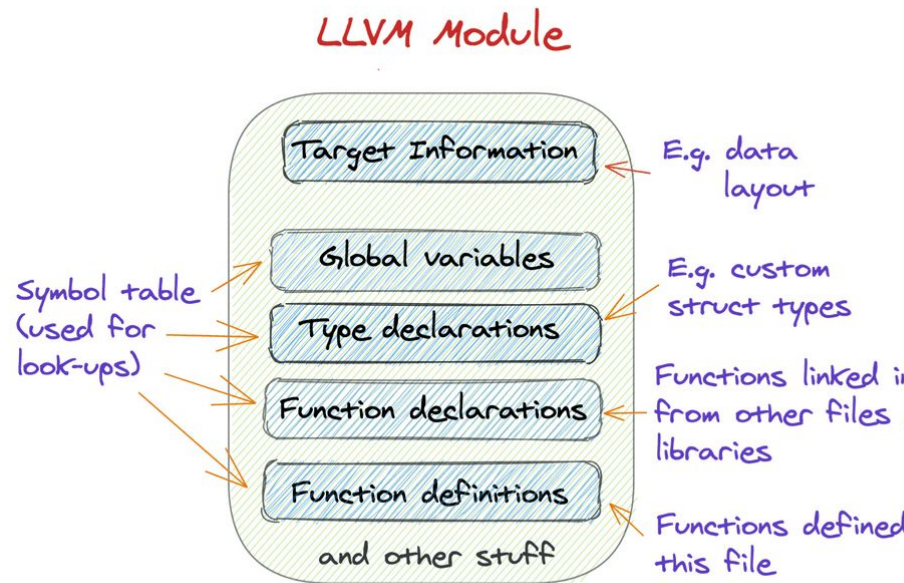 LLVM Module
Target Information
E.g. data
layout
Global variables
Symbol table
(used for
look-ups)
E.g. custom
struct types
Type declarations
Function declarations
Functions linked in
from other files
libraries
Function definitions
Functions defined
this file
and other stuff